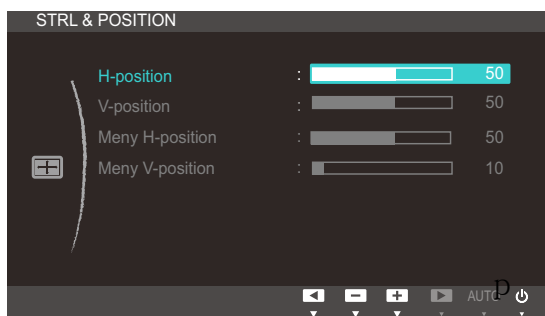 STRL & POSITION
H-position : 50
V-position : 50
Meny H-position : 50
Meny V-position : 10
AUTO
p